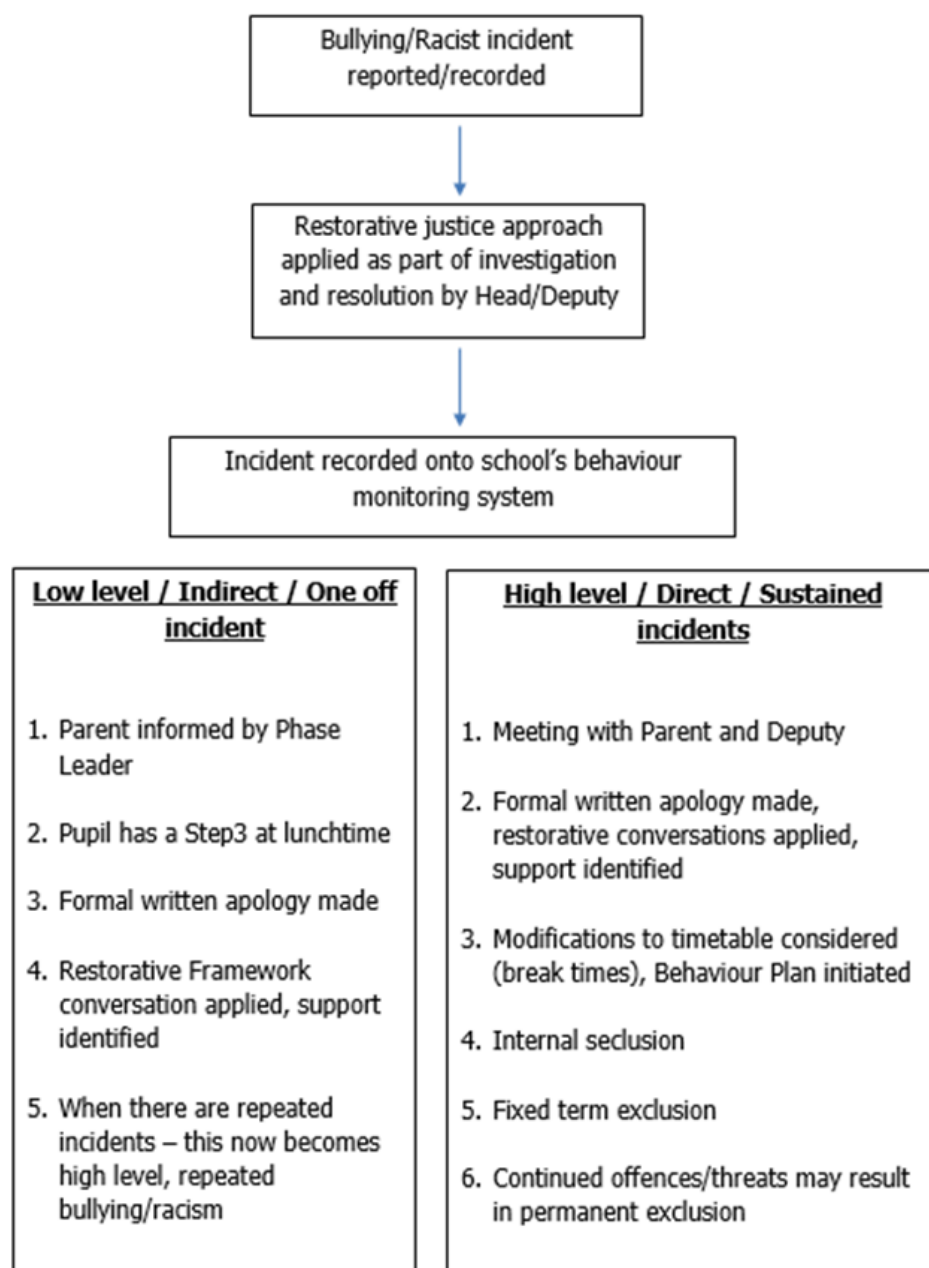 Bullying/Racist incident
reported/recorded
Restorative justice approach
applied as part of investigation
and resolution by Head/Deputy
Incident recorded onto school's behaviour
monitoring system
Low level / Indirect / One off
incident
1. Parent informed by Phase
Leader
2. Pupil has a Step3 at lunchtime
3. Formal written apology made
4. Restorative Framework
conversation applied, support
identified
5. When there are repeated
incidents – this now becomes
high level, repeated
bullying/racism
High level / Direct / Sustained
incidents
1. Meeting with Parent and Deputy
2. Formal written apology made,
restorative conversations applied,
support identified
3. Modifications to timetable considered
(break times), Behaviour Plan initiated
4. Internal seclusion
5. Fixed term exclusion
6. Continued offences/threats may result
in permanent exclusion